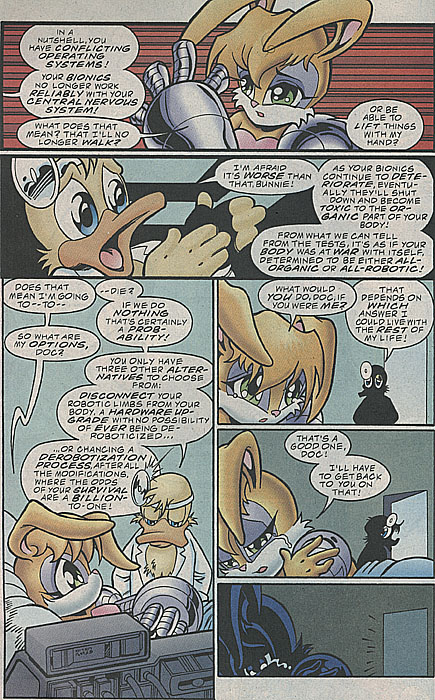 IN A
NUTSHELL, YOU
HAVE CONFLICTING
OPERATING
SYSTEMS!
YOUR BIONICS
NO LONGER WORK
RELIABLY WITH YOUR
CENTRAL NERVOUS
SYSTEM!
WHAT DOES THAT
MEAN? THAT I'LL NO
LONGER WALK?
OR BE
ABLE TO
LIFT THINGS
WITH MY
HAND?
I'M AFRAID
IT'S WORSE THAN
THAT, BUNNIE!
AS YOUR BIONICS
CONTINUE TO DETE-
RIORATE, EVENTU-
ALLY THEY'LL SHUT
DOWN AND BECOME
TOXIC TO THE OR-
GANIC PART OF YOUR
BODY!
FROM WHAT WE CAN TELL
FROM THE TESTS, IT'S AS IF YOUR
BODY WAS AT WAR WITH ITSELF,
DETERMINED TO BE EITHER ALL-
ORGANIC OR ALL-ROBOTIC!
DOES THAT
MEAN I'M GOING
TO--TO--
--DIE?
IF WE DO
NOTHING
THAT'S CERTAINLY
A PROB-
ABILITY!
SO WHAT ARE
MY OPTIONS,
DOC?
YOU ONLY HAVE
THREE OTHER ALTER-
NATIVES TO CHOOSE
FROM:
DISCONNECT YOUR
ROBOTIC LIMBS FROM YOUR
BODY, A HARDWARE UP-
GRADE WITH NO POSSIBILITY
OF EVER BEING DE-
ROBOTICIZED...
...OR CHANCING A
DEROBOTIZATION
PROCESS, AFTER ALL
THE MODIFICATIONS,
WHERE THE ODDS
OF YOUR SURVIVAL
ARE A BILLION-
TO-ONE!
WHAT WOULD
YOU DO, DOC, IF
YOU WERE ME?
THAT
DEPENDS ON
WHICH
ANSWER I
COULD LIVE WITH
THE REST OF
MY LIFE!
THAT'S A
GOOD ONE,
DOC!
I'LL HAVE
TO GET BACK
TO YOU ON
THAT!